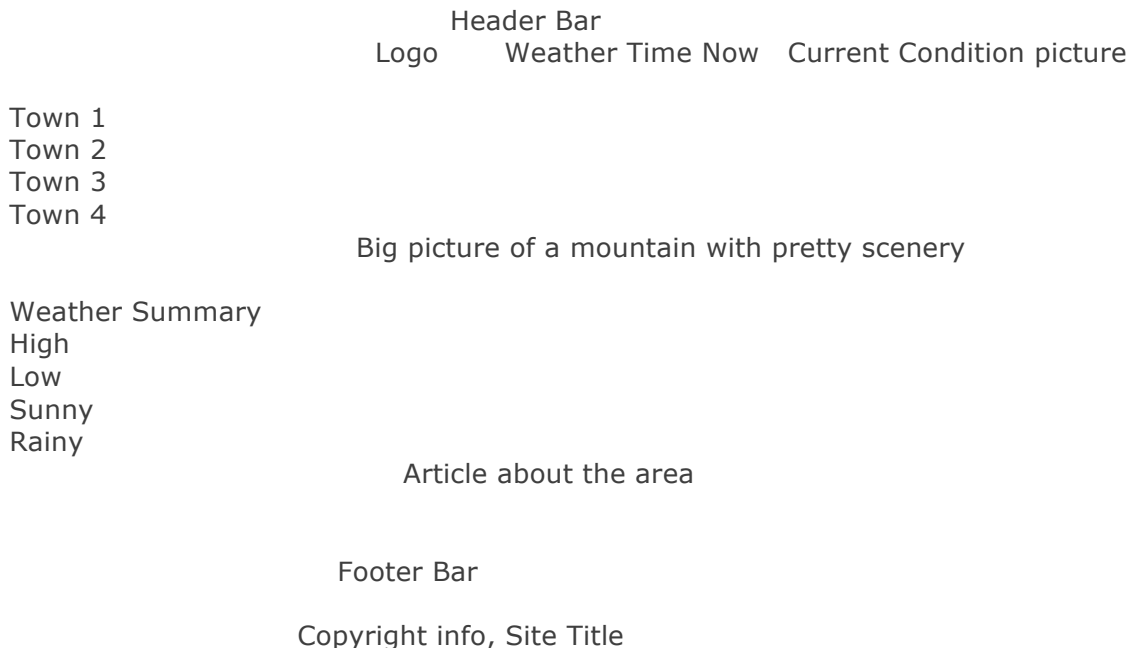 Header Bar
Logo Weather Time Now Current Condition picture
Town 1
Town 2
Town 3
Town 4
Big picture of a mountain with pretty scenery
Weather Summary
High
Low
Sunny
Rainy
Article about the area
Footer Bar
Copyright info, Site Title